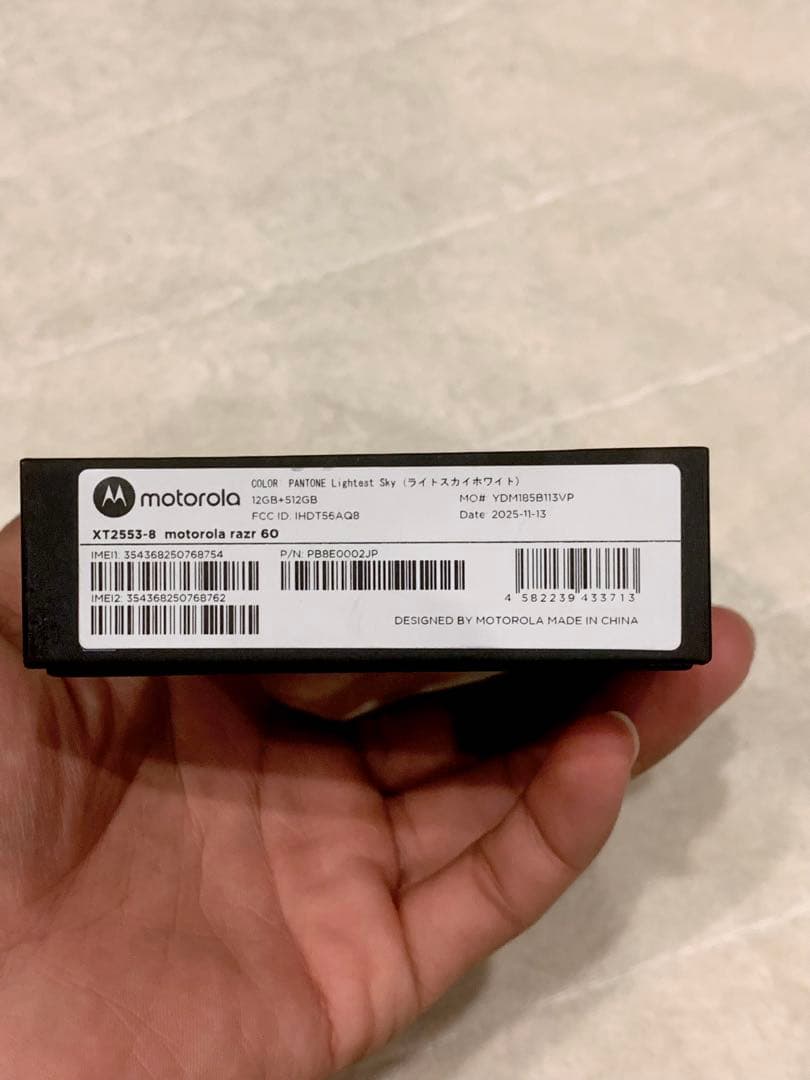 motorola
COLOR: PANTONE Lightest Sky (ライトスカイホワイト)
12GB+512GB
MO# YDM185B113VP
FCC ID: IHDT56AQ8
Date: 2025-11-13
XT2553-8 motorola razr 60
IMEI1: 354368250768754
P/N: PB8E0002JP
IMEI2: 354368250768762
4 582239 433713
DESIGNED BY MOTOROLA MADE IN CHINA